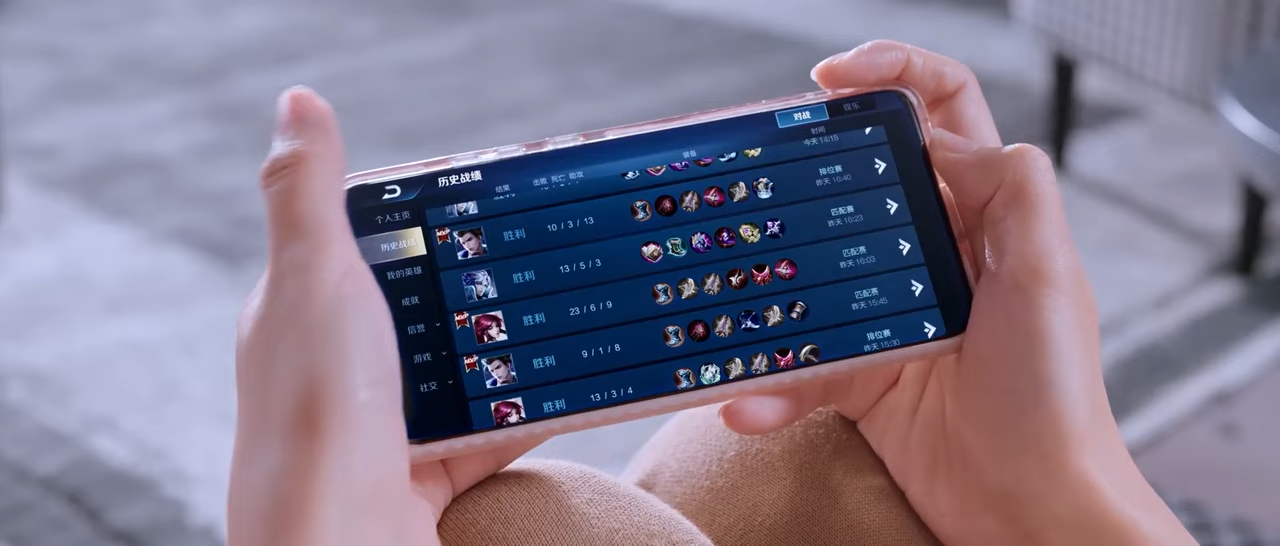 历史战绩
对战
娱乐
结果
击败 死亡 助攻
装备
时间
今天 14:15
胜利
10 / 3 / 13
排位赛
昨天 16:40
胜利
13 / 5 / 3
匹配赛
昨天 16:23
胜利
23 / 6 / 9
匹配赛
昨天 16:03
胜利
9 / 1 / 8
匹配赛
昨天 15:45
胜利
13 / 3 / 4
排位赛
昨天 15:30
个人主页
历史战绩
我的英雄
成就
信誉
游戏
社交